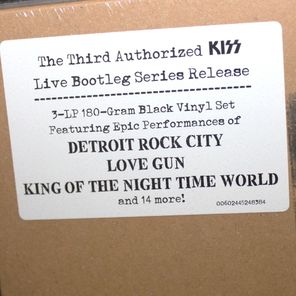 The Third Authorized KISS
Live Bootleg Series Release
3-LP 180-Gram Black Vinyl Set
Featuring Epic Performances of
DETROIT ROCK CITY
LOVE GUN
KING OF THE NIGHT TIME WORLD
and 14 more!
00602445248384